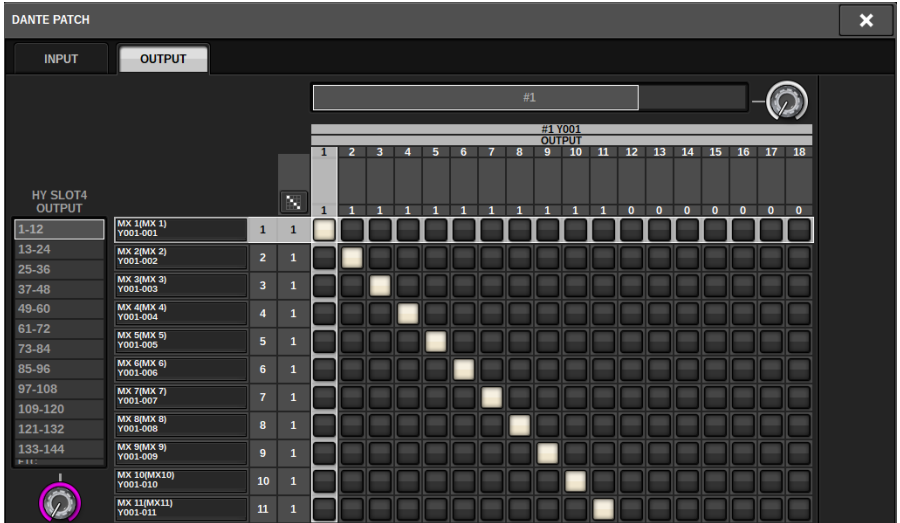 DANTE PATCH
INPUT OUTPUT
#1
#1 Y001
OUTPUT
1 2 3 4 5 6 7 8 9 10 11 12 13 14 15 16 17 18
HY SLOT4
OUTPUT
1 1 1 1 1 1 1 1 1 1 1 0 0 0 0 0 0 0
1-12
13-24
25-36
37-48
49-60
61-72
73-84
85-96
97-108
109-120
121-132
133-144
MX 1(MX 1)
Y001-001
1 1
MX 2(MX 2)
Y001-002
2 1
MX 3(MX 3)
Y001-003
3 1
MX 4(MX 4)
Y001-004
4 1
MX 5(MX 5)
Y001-005
5 1
MX 6(MX 6)
Y001-006
6 1
MX 7(MX 7)
Y001-007
7 1
MX 8(MX 8)
Y001-008
8 1
MX 9(MX 9)
Y001-009
9 1
MX 10(MX10)
Y001-010
10 1
MX 11(MX11)
Y001-011
11 1